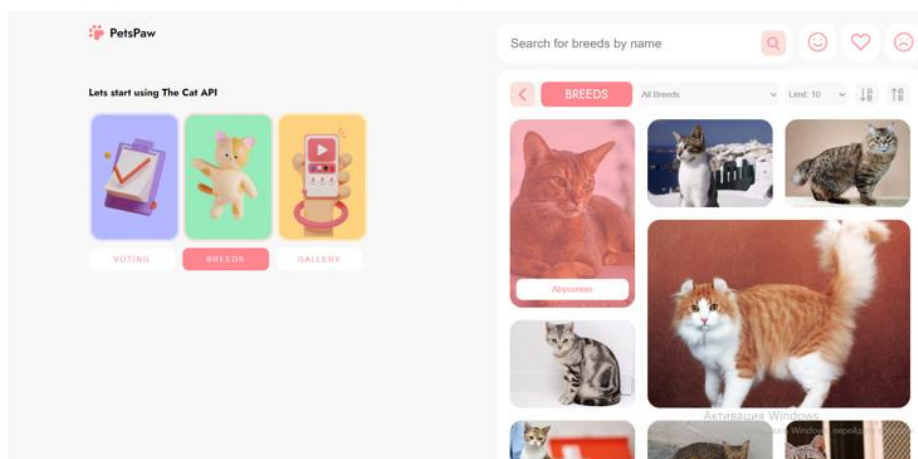 PetsPaw
Lets start using The Cat API
VOTING
BREEDS
GALLERY
Search for breeds by name
BREEDS
All Breeds
Limit: 10
Abyssinian
Активация Windows